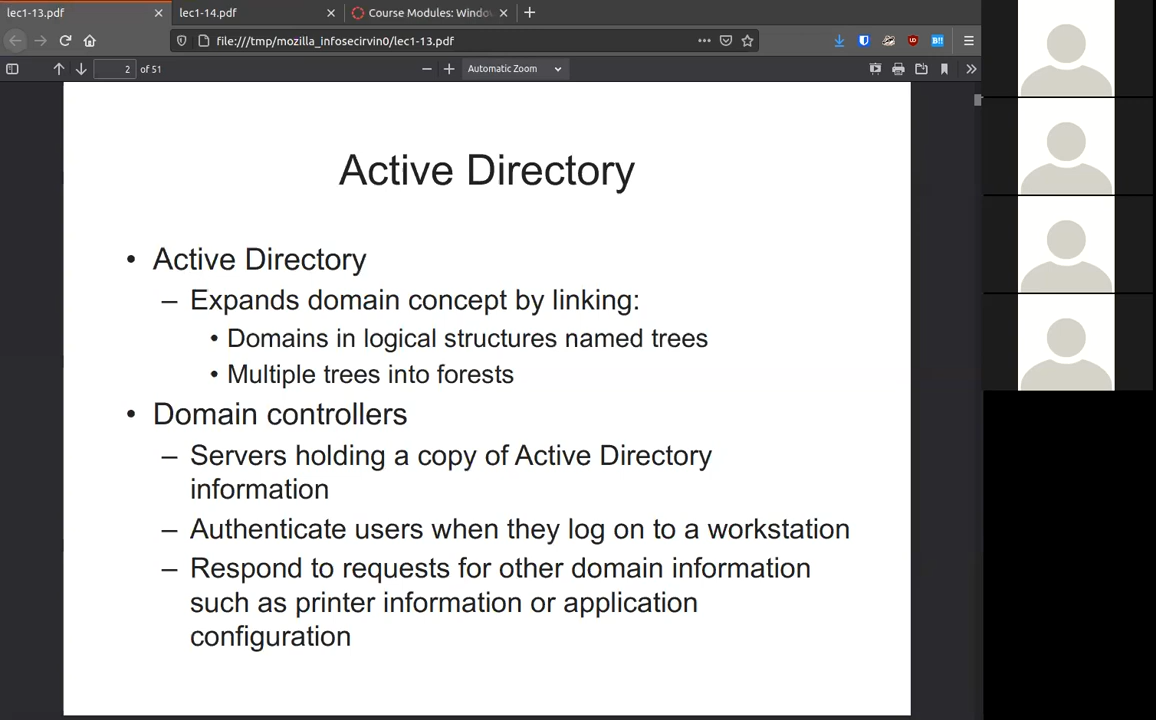 lec1-13.pdf
lec1-14.pdf
Course Modules: Windo
file:///tmp/mozilla_infosecirvin0/lec1-13.pdf
2 of 51
Automatic Zoom
Active Directory
• Active Directory
– Expands domain concept by linking:
• Domains in logical structures named trees
• Multiple trees into forests
• Domain controllers
– Servers holding a copy of Active Directory
information
– Authenticate users when they log on to a workstation
– Respond to requests for other domain information
such as printer information or application
configuration